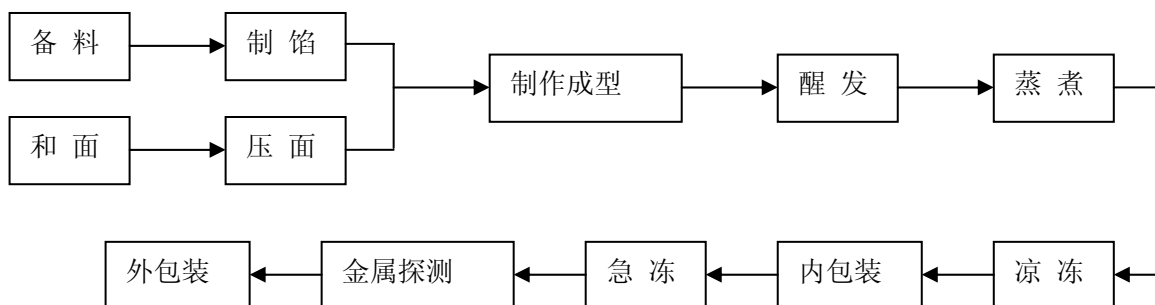 备 料
制 馅
制作成型
醒 发
蒸 煮
和 面
压 面
外包装
金属探测
急 冻
内包装
凉 冻